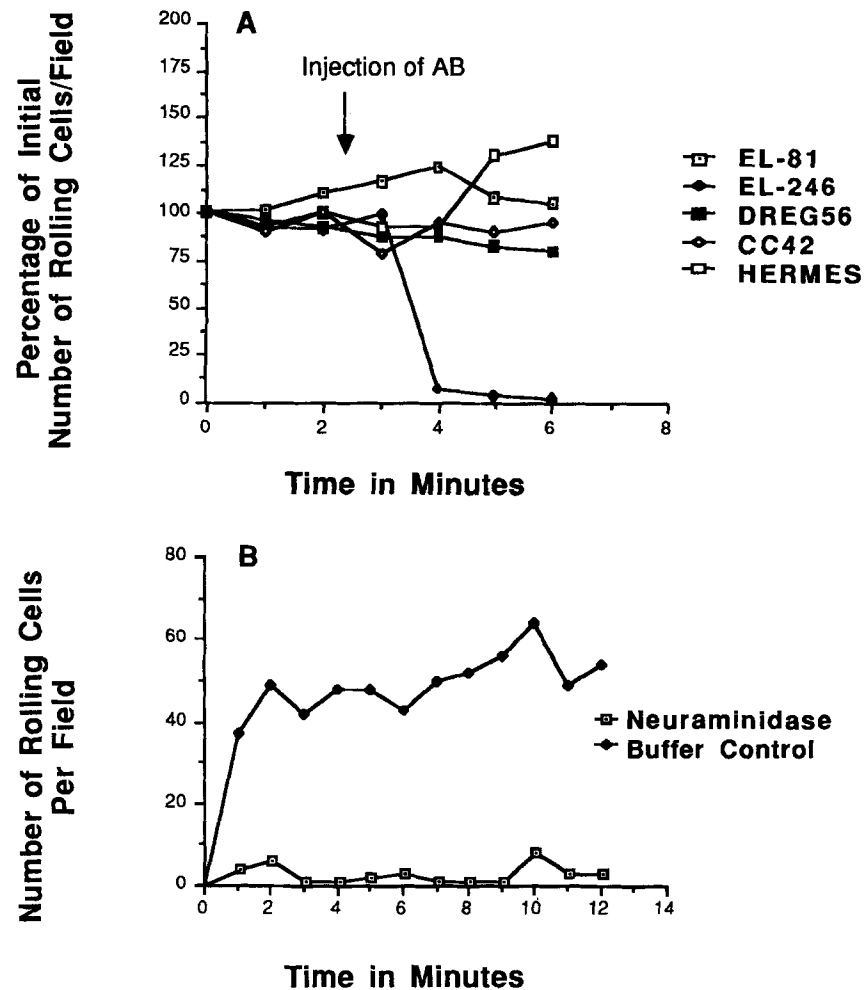 A
Percentage of Initial
Number of Rolling Cells/Field
200
175
150
125
100
75
50
25
0
Injection of AB
EL-81
EL-246
DREG56
CC42
HERMES
0 2 4 6 8
Time in Minutes
B
Number of Rolling Cells
Per Field
80
60
40
20
0
Neuraminidase
Buffer Control
0 2 4 6 8 10 12 14
Time in Minutes